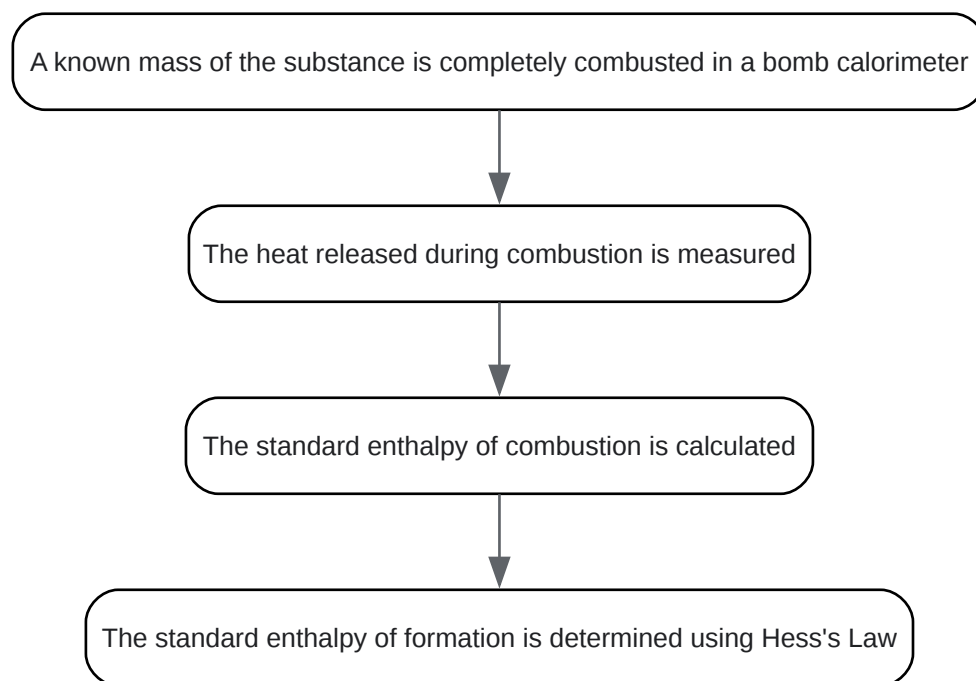 A known mass of the substance is completely combusted in a bomb calorimeter
The heat released during combustion is measured
The standard enthalpy of combustion is calculated
The standard enthalpy of formation is determined using Hess's Law